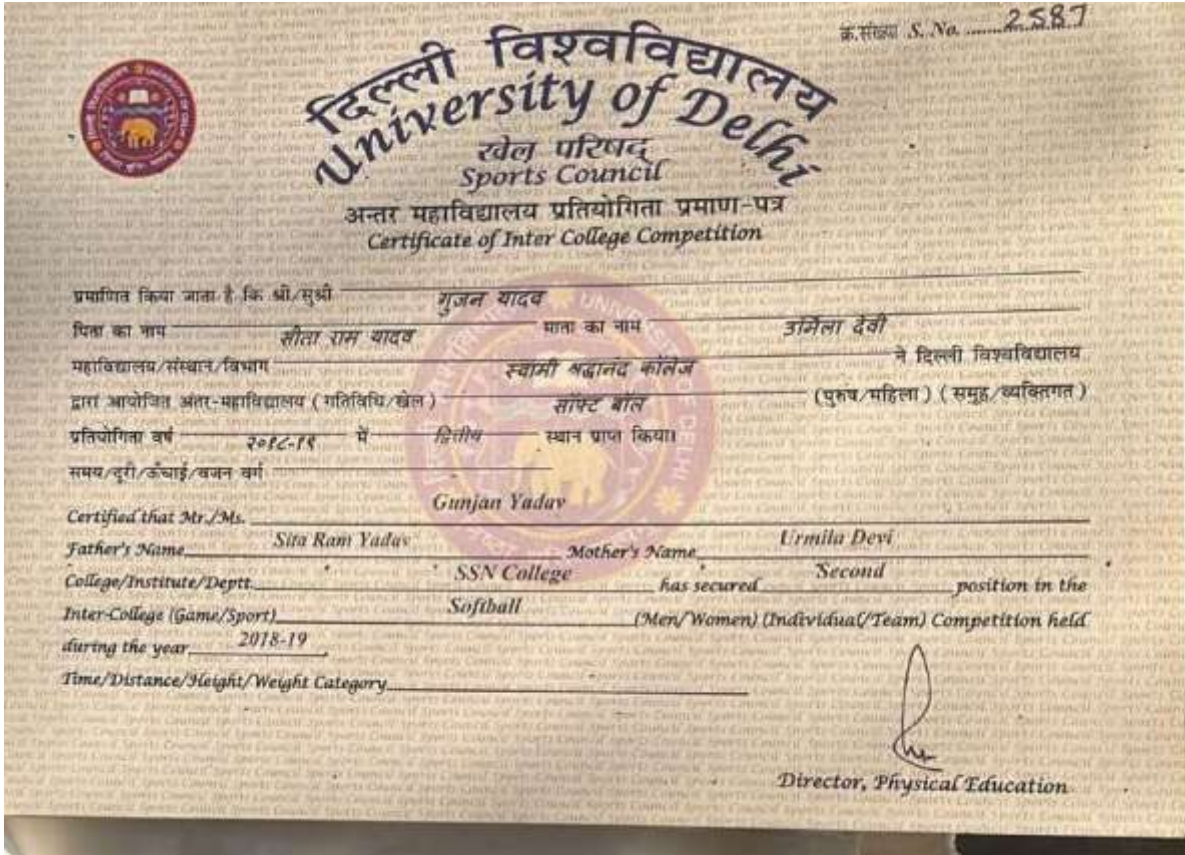 क्र.संख्या S. No. ........2587
दिल्ली विश्वविद्यालय
University of Delhi
खेल परिषद्
Sports Council
अन्तर महाविद्यालय प्रतियोगिता प्रमाण-पत्र
Certificate of Inter College Competition
प्रमाणित किया जाता है कि श्री/सुश्री गुंजन यादव
पिता का नाम सीता राम यादव माता का नाम उर्मिला देवी
महाविद्यालय/संस्थान/विभाग स्वामी श्रद्धानंद कॉलेज ने दिल्ली विश्वविद्यालय
द्वारा आयोजित अंतर-महाविद्यालय (गतिविधि/खेल) सॉफ्ट बॉल (पुरुष/महिला) (समूह/व्यक्तिगत)
प्रतियोगिता वर्ष २०१८-१९ में द्वितीय स्थान प्राप्त किया।
समय/दूरी/ऊँचाई/वजन वर्ग
Certified that Mr./Ms. Gunjan Yadav
Father's Name Sita Ram Yadav Mother's Name Urmila Devi
College/Institute/Deptt. SSN College has secured Second position in the
Inter-College (Game/Sport) Softball (Men/Women) (Individual/Team) Competition held
during the year 2018-19
Time/Distance/Height/Weight Category
Director, Physical Education